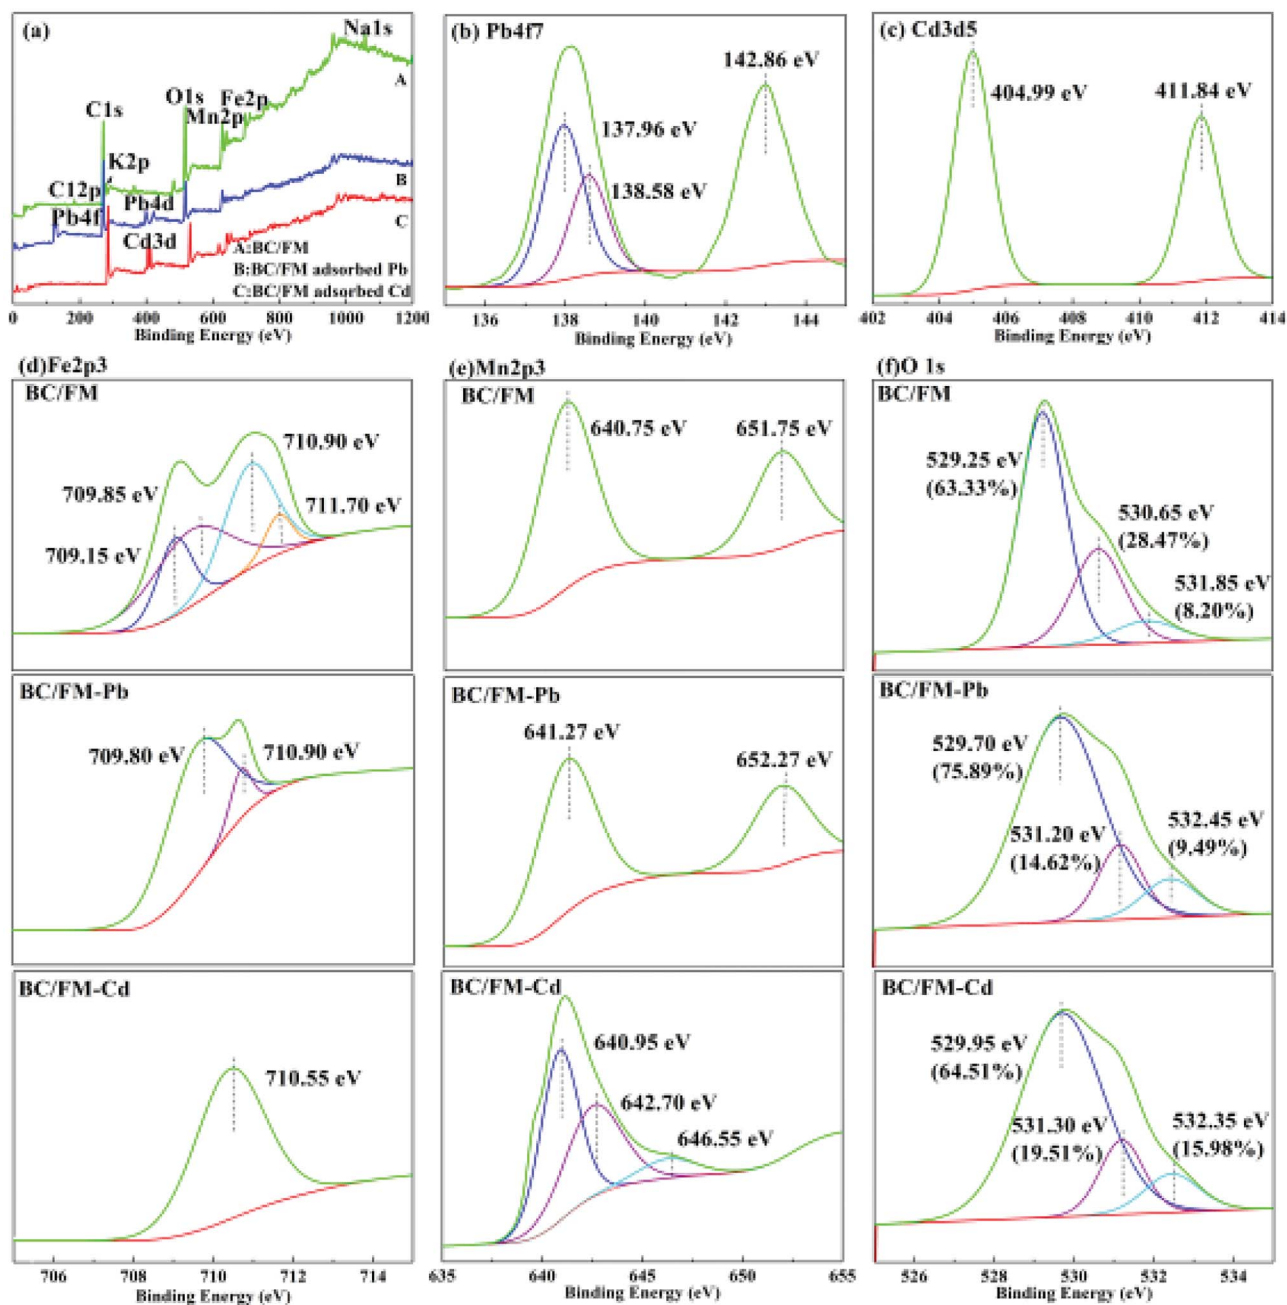 (a)
Na1s
A
C1s
O1s
Fe2p
Mn2p
K2p
C12p
Pb4f
Pb4d
B
Cd3d
C
A:BC/FM
B:BC/FM adsorbed Pb
C:BC/FM adsorbed Cd
0 200 400 600 800 1000 1200
Binding Energy (eV)
(b) Pb4f7
142.86 eV
137.96 eV
138.58 eV
136 138 140 142 144
Binding Energy (eV)
(c) Cd3d5
404.99 eV
411.84 eV
402 404 406 408 410 412 414
Binding Energy (eV)
(d)Fe2p3
BC/FM
710.90 eV
709.85 eV
711.70 eV
709.15 eV
BC/FM-Pb
709.80 eV
710.90 eV
BC/FM-Cd
710.55 eV
706 708 710 712 714
Binding Energy (eV)
(e)Mn2p3
BC/FM
640.75 eV
651.75 eV
BC/FM-Pb
641.27 eV
652.27 eV
BC/FM-Cd
640.95 eV
642.70 eV
646.55 eV
635 640 645 650 655
Binding Energy (eV)
(f)O 1s
BC/FM
529.25 eV
(63.33%)
530.65 eV
(28.47%)
531.85 eV
(8.20%)
BC/FM-Pb
529.70 eV
(75.89%)
531.20 eV
(14.62%)
532.45 eV
(9.49%)
BC/FM-Cd
529.95 eV
(64.51%)
531.30 eV
(19.51%)
532.35 eV
(15.98%)
526 528 530 532 534
Binding Energy (eV)